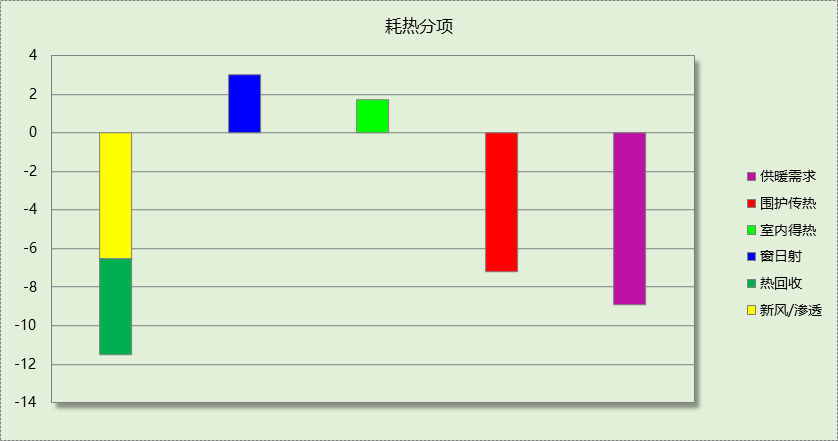 耗热分项
4
2
0
-2
-4
-6
-8
-10
-12
-14
供暖需求
围护传热
室内得热
窗日射
热回收
新风/渗透